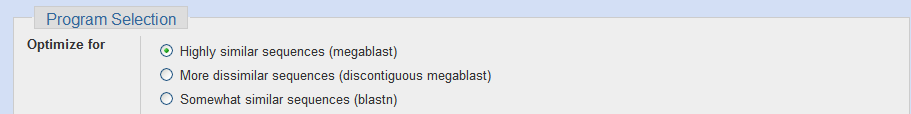 Program Selection
Optimize for
Highly similar sequences (megablast)
More dissimilar sequences (discontiguous megablast)
Somewhat similar sequences (blastn)